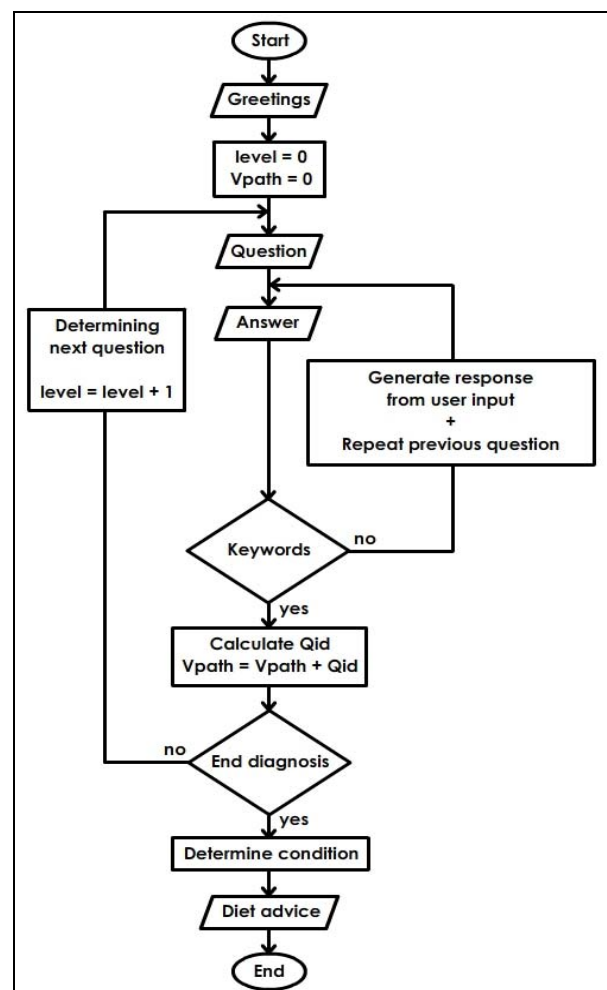 Start
Greetings
level = 0
Vpath = 0
Question
Answer
Determining
next question
level = level + 1
Generate response
from user input
+
Repeat previous question
Keywords
no
yes
Calculate Qid
Vpath = Vpath + Qid
End diagnosis
no
yes
Determine condition
Diet advice
End